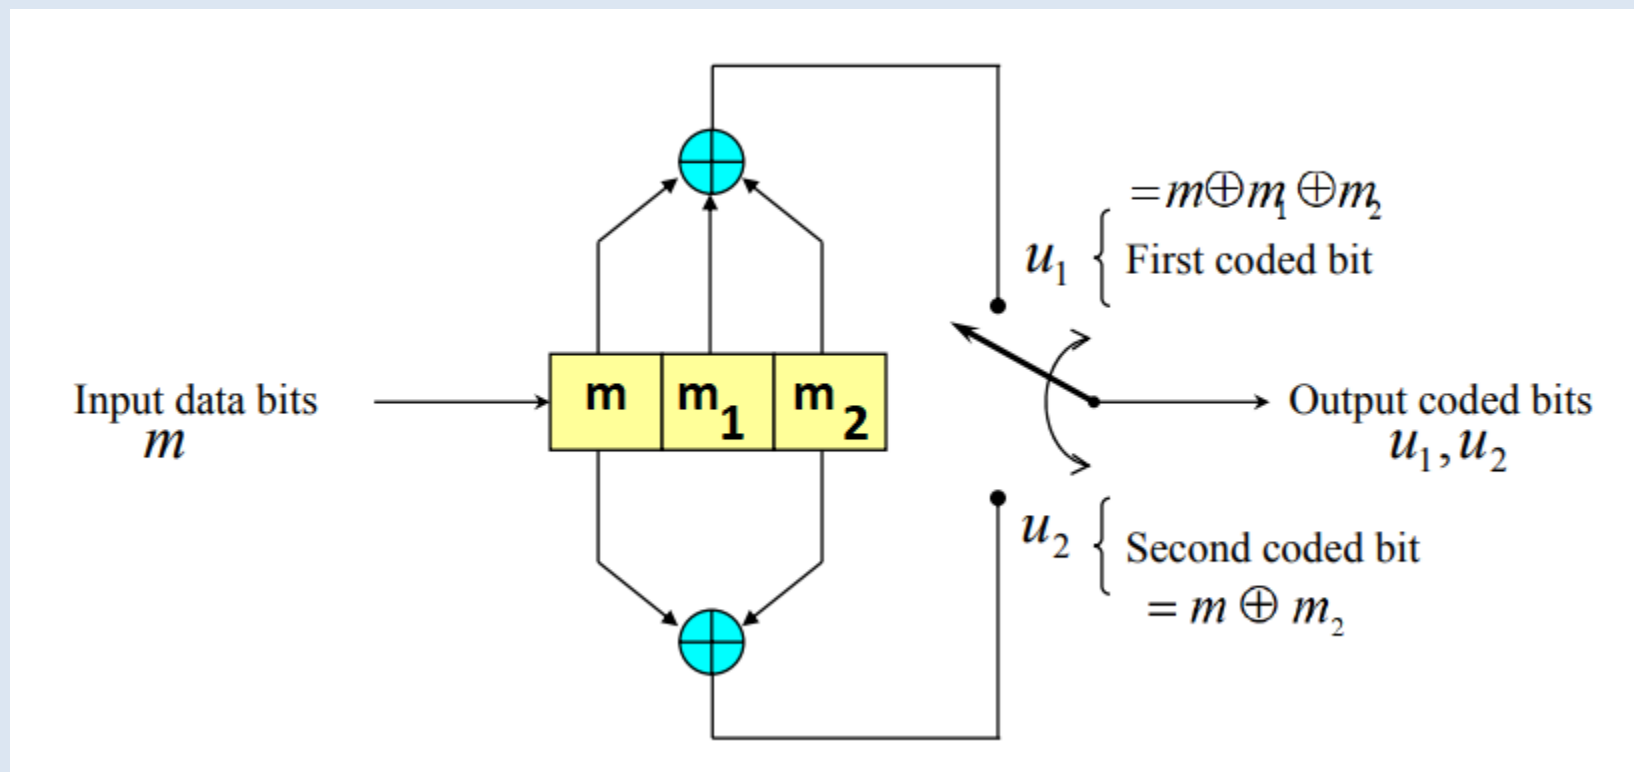 = m ⊕ m₁ ⊕ m₂
u₁ { First coded bit
Input data bits
m
m m₁ m₂
Output coded bits
u₁, u₂
u₂ { Second coded bit
= m ⊕ m₂